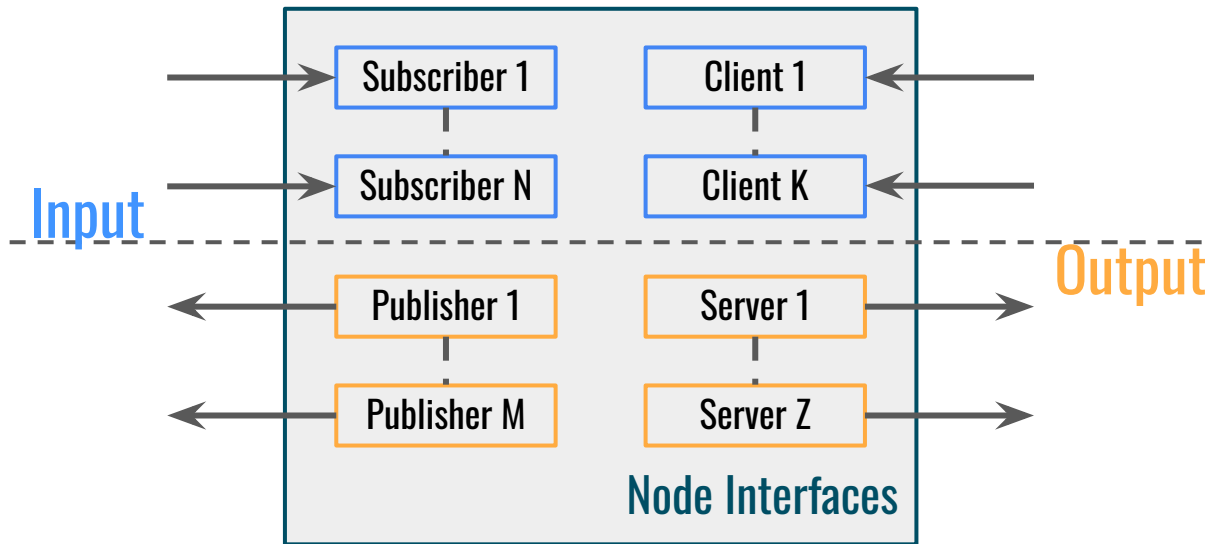 Subscriber 1
Client 1
Subscriber N
Client K
Input
Output
Publisher 1
Server 1
Publisher M
Server Z
Node Interfaces